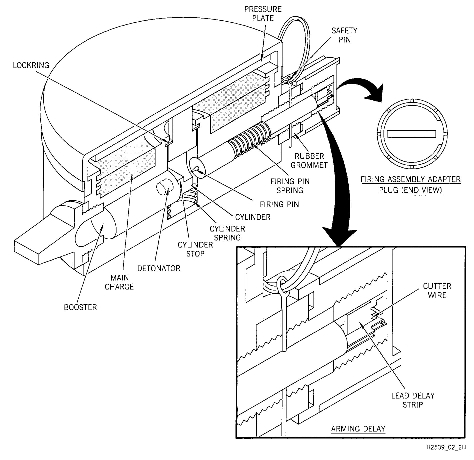 PRESSURE
PLATE
SAFETY
PIN
LOCKRING
RUBBER
GROMMET
FIRING PIN
SPRING
FIRING ASSEMBLY ADAPTER
PLUG (END VIEW)
FIRING PIN
CYLINDER
CYLINDER
SPRING
CYLINDER
STOP
DETONATOR
MAIN
CHARGE
BOOSTER
CUTTER
WIRE
LEAD DELAY
STRIP
ARMING DELAY